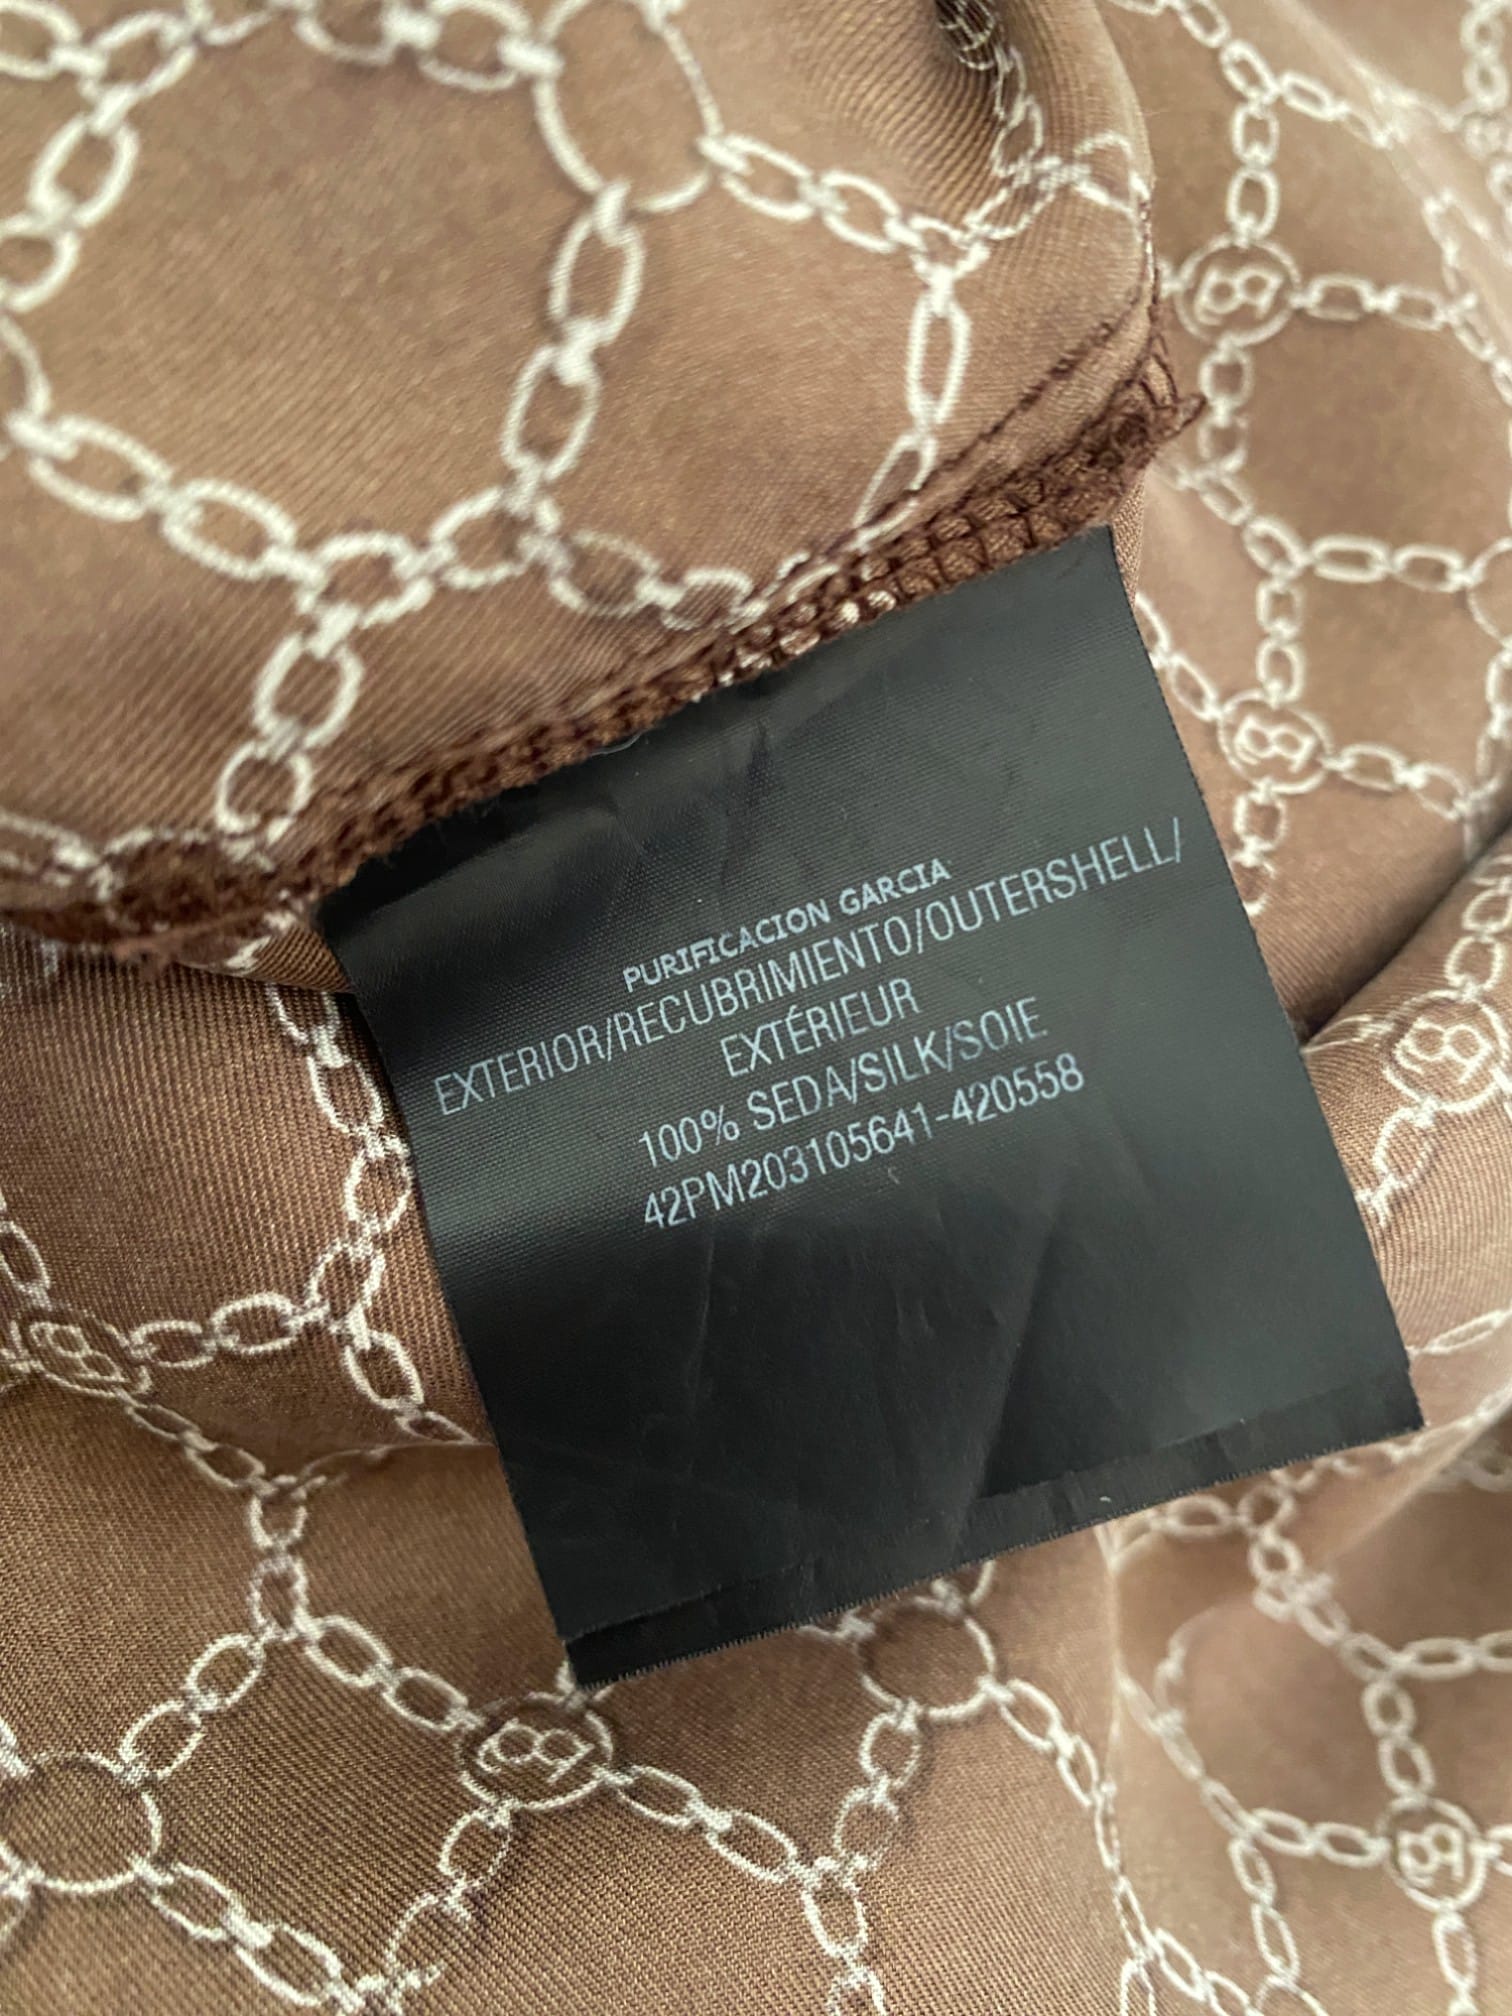 PURIFICACION GARCIA
EXTERIOR/RECUBRIMIENTO/OUTERSHELL/
EXTÉRIEUR
100% SEDA/SILK/SOIE
42PM203105641-420558